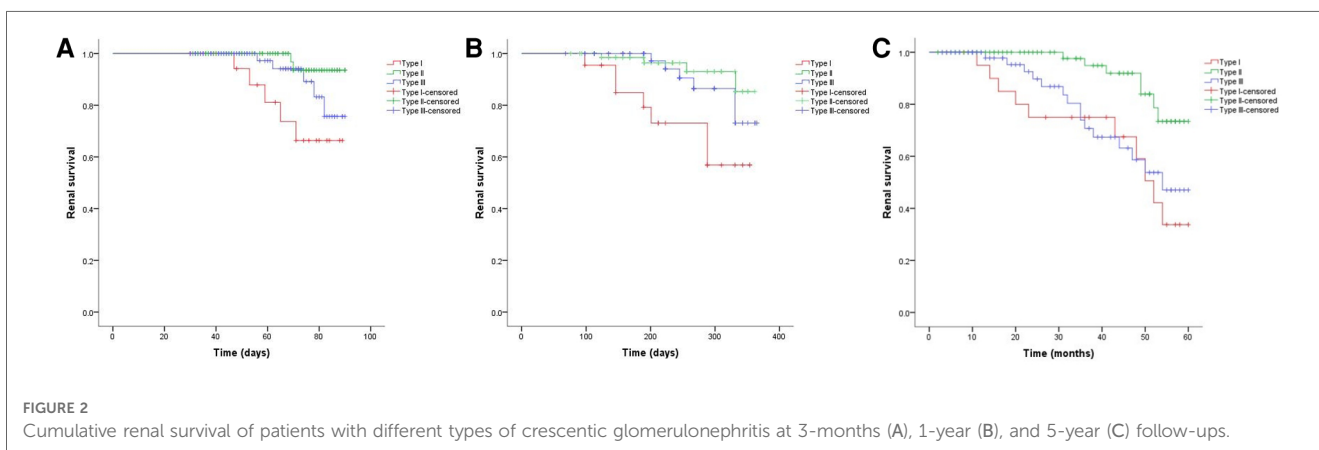 A
Type I
Type II
Type III
Type I-censored
Type II-censored
Type III-censored
Renal survival
1.0
0.8
0.6
0.4
0.2
0.0
0 20 40 60 80 100
Time (days)
B
Type I
Type II
Type III
Type I-censored
Type II-censored
Type III-censored
Renal survival
1.0
0.8
0.6
0.4
0.2
0.0
0 100 200 300 400
Time (days)
C
Type I
Type II
Type III
Type I-censored
Type II-censored
Type III-censored
Renal survival
1.0
0.8
0.6
0.4
0.2
0.0
0 10 20 30 40 50 60
Time (months)
FIGURE 2
Cumulative renal survival of patients with different types of crescentic glomerulonephritis at 3-months (A), 1-year (B), and 5-year (C) follow-ups.